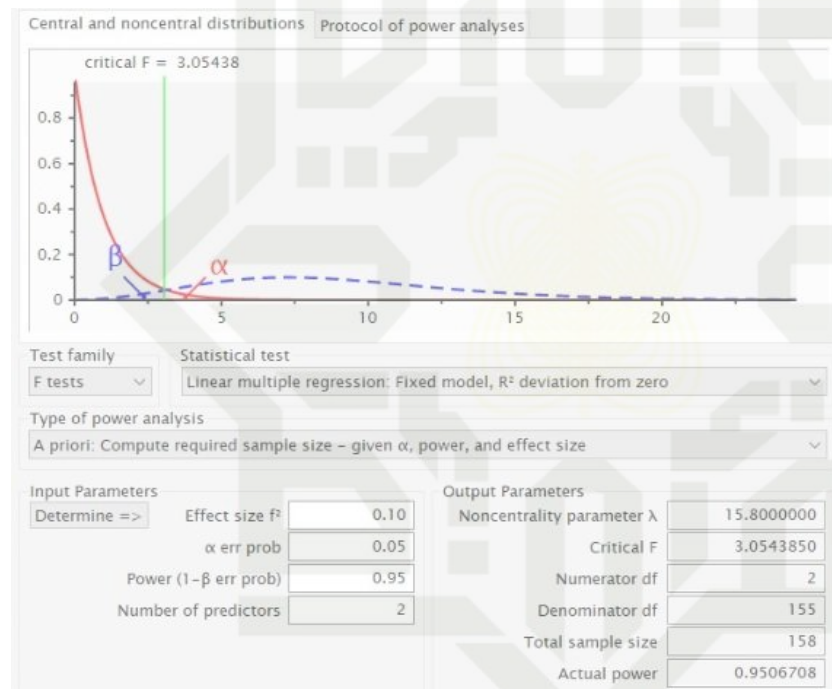 Central and noncentral distributions Protocol of power analyses
critical F = 3.05438
0.8
0.6
0.4
0.2
β α
0
0 5 10 15 20
Test family Statistical test
F tests Linear multiple regression: Fixed model, R² deviation from zero
Type of power analysis
A priori: Compute required sample size – given α, power, and effect size
Input Parameters Output Parameters
Determine => Effect size f² 0.10 Noncentrality parameter λ 15.8000000
α err prob 0.05 Critical F 3.0543850
Power (1-β err prob) 0.95 Numerator df 2
Number of predictors 2 Denominator df 155
Total sample size 158
Actual power 0.9506708